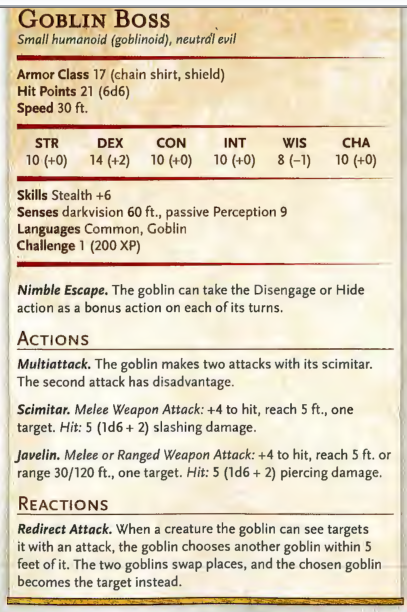 GOBLIN BOSS
Small humanoid (goblinoid), neutral evil
Armor Class 17 (chain shirt, shield)
Hit Points 21 (6d6)
Speed 30 ft.
STR DEX CON INT WIS CHA
10 (+0) 14 (+2) 10 (+0) 10 (+0) 8 (−1) 10 (+0)
Skills Stealth +6
Senses darkvision 60 ft., passive Perception 9
Languages Common, Goblin
Challenge 1 (200 XP)
Nimble Escape. The goblin can take the Disengage or Hide
action as a bonus action on each of its turns.
ACTIONS
Multiattack. The goblin makes two attacks with its scimitar.
The second attack has disadvantage.
Scimitar. Melee Weapon Attack: +4 to hit, reach 5 ft., one
target. Hit: 5 (1d6 + 2) slashing damage.
Javelin. Melee or Ranged Weapon Attack: +4 to hit, reach 5 ft. or
range 30/120 ft., one target. Hit: 5 (1d6 + 2) piercing damage.
REACTIONS
Redirect Attack. When a creature the goblin can see targets
it with an attack, the goblin chooses another goblin within 5
feet of it. The two goblins swap places, and the chosen goblin
becomes the target instead.